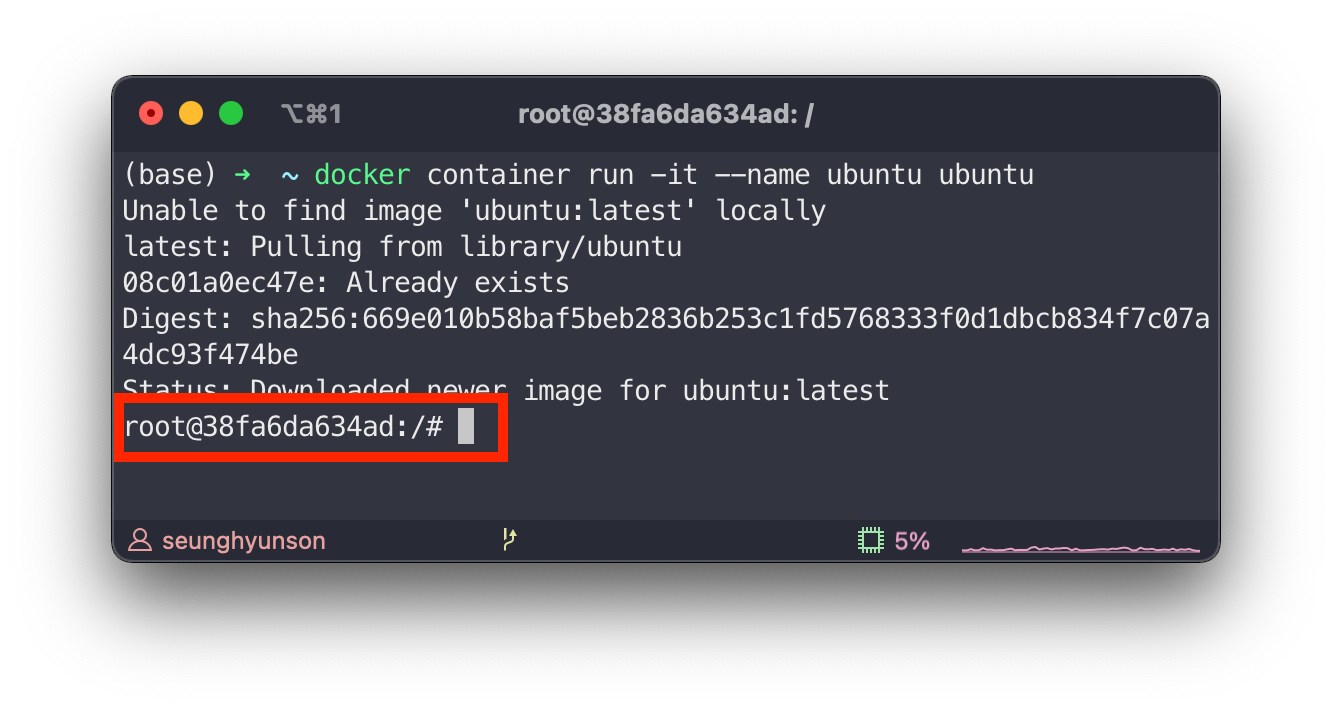 ⌥⌘1 root@38fa6da634ad: /
(base) → ~ docker container run -it --name ubuntu ubuntu
Unable to find image 'ubuntu:latest' locally
latest: Pulling from library/ubuntu
08c01a0ec47e: Already exists
Digest: sha256:669e010b58baf5beb2836b253c1fd5768333f0d1dbcb834f7c07a
4dc93f474be
Status: Downloaded newer image for ubuntu:latest
root@38fa6da634ad:/#
seunghyunson 5%